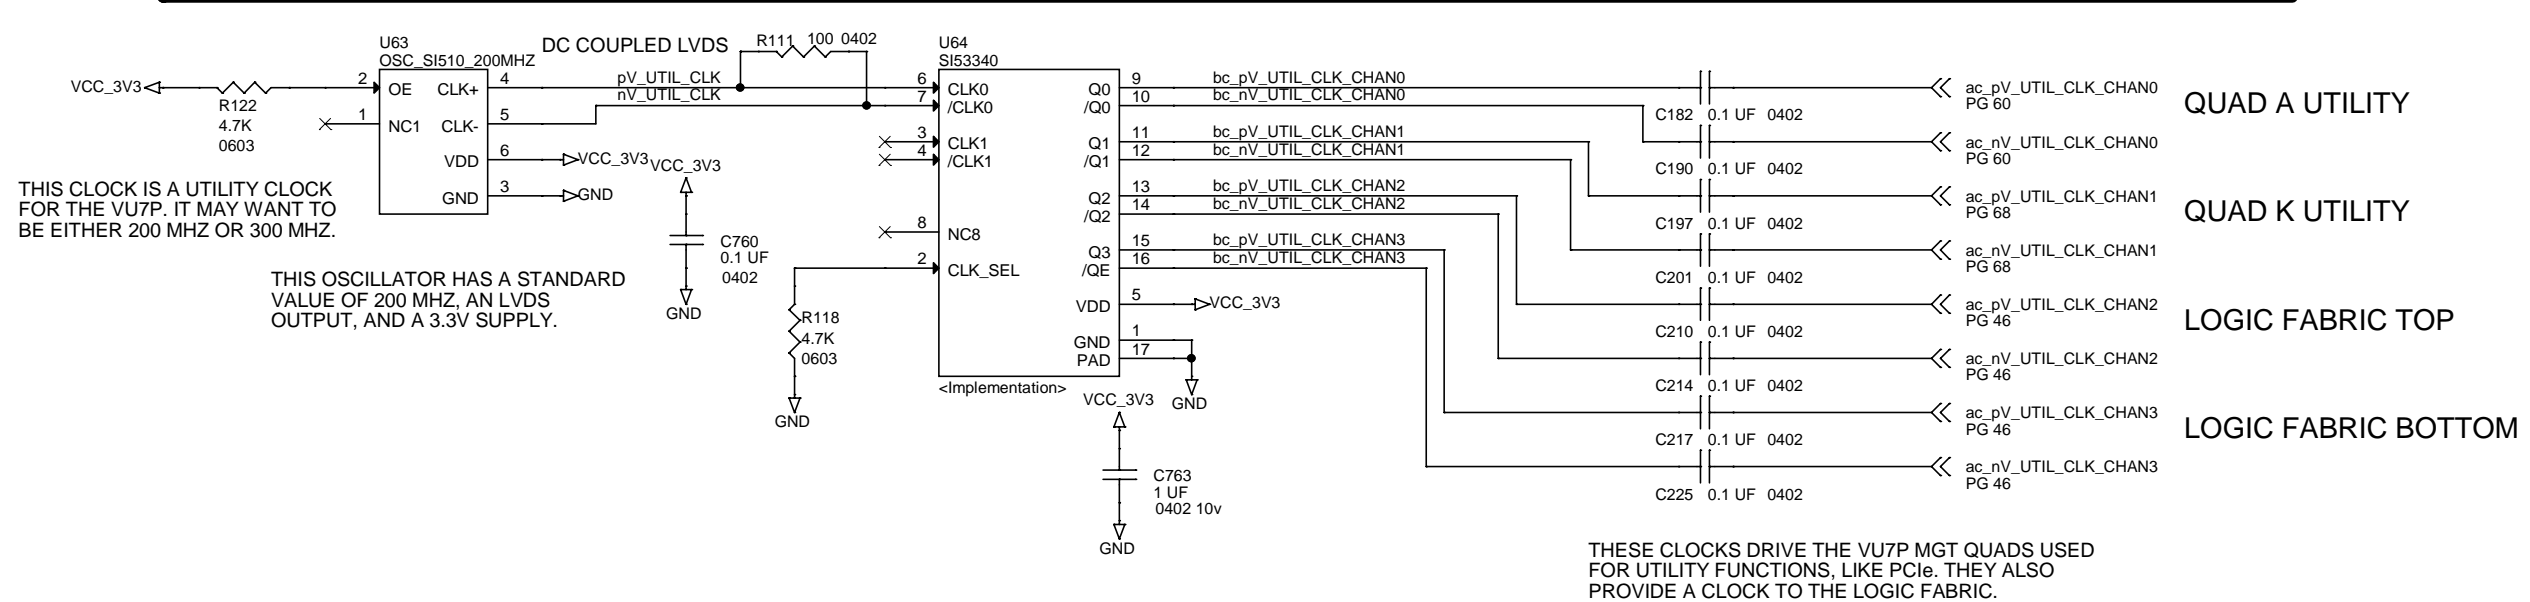 U63
OSC_SI510_200MHZ
DC COUPLED LVDS
R111 100 0402
U64
SI53340
VCC_3V3
R122
4.7K
0603
2 OE CLK+ 4
1 NC1 CLK- 5
VDD 6 VCC_3V3
GND 3 GND
pV_UTIL_CLK
nV_UTIL_CLK
6 CLK0
7 /CLK0
3 CLK1
4 /CLK1
8 NC8
2 CLK_SEL
Q0 9 bc_pV_UTIL_CLK_CHAN0
/Q0 10 bc_nV_UTIL_CLK_CHAN0
Q1 11 bc_pV_UTIL_CLK_CHAN1
/Q1 12 bc_nV_UTIL_CLK_CHAN1
Q2 13 bc_pV_UTIL_CLK_CHAN2
/Q2 14 bc_nV_UTIL_CLK_CHAN2
Q3 15 bc_pV_UTIL_CLK_CHAN3
/QE 16 bc_nV_UTIL_CLK_CHAN3
VDD 5 VCC_3V3
GND 1
PAD 17
GND
<Implementation>
THIS CLOCK IS A UTILITY CLOCK
FOR THE VU7P. IT MAY WANT TO
BE EITHER 200 MHZ OR 300 MHZ.
THIS OSCILLATOR HAS A STANDARD
VALUE OF 200 MHZ, AN LVDS
OUTPUT, AND A 3.3V SUPPLY.
VCC_3V3
C760
0.1 UF
0402
GND
R118
4.7K
0603
GND
VCC_3V3
C763
1 UF
0402 10v
GND
C182 0.1 UF 0402
C190 0.1 UF 0402
C197 0.1 UF 0402
C201 0.1 UF 0402
C210 0.1 UF 0402
C214 0.1 UF 0402
C217 0.1 UF 0402
C225 0.1 UF 0402
ac_pV_UTIL_CLK_CHAN0
PG 60
ac_nV_UTIL_CLK_CHAN0
PG 60
ac_pV_UTIL_CLK_CHAN1
PG 68
ac_nV_UTIL_CLK_CHAN1
PG 68
ac_pV_UTIL_CLK_CHAN2
PG 46
ac_nV_UTIL_CLK_CHAN2
PG 46
ac_pV_UTIL_CLK_CHAN3
PG 46
ac_nV_UTIL_CLK_CHAN3
PG 46
QUAD A UTILITY
QUAD K UTILITY
LOGIC FABRIC TOP
LOGIC FABRIC BOTTOM
THESE CLOCKS DRIVE THE VU7P MGT QUADS USED
FOR UTILITY FUNCTIONS, LIKE PCIe. THEY ALSO
PROVIDE A CLOCK TO THE LOGIC FABRIC.